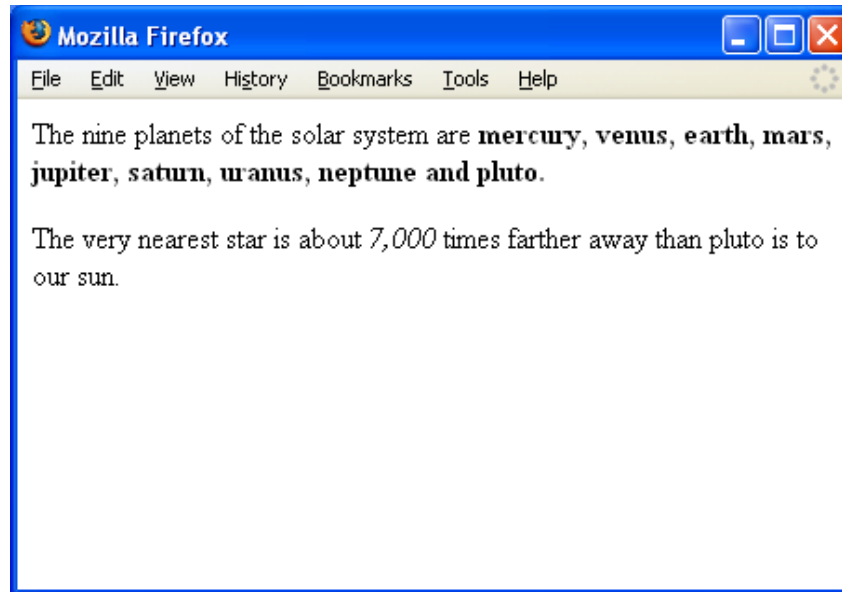 Mozilla Firefox
File Edit View History Bookmarks Tools Help
The nine planets of the solar system are mercury, venus, earth, mars,
jupiter, saturn, uranus, neptune and pluto.
The very nearest star is about 7,000 times farther away than pluto is to
our sun.